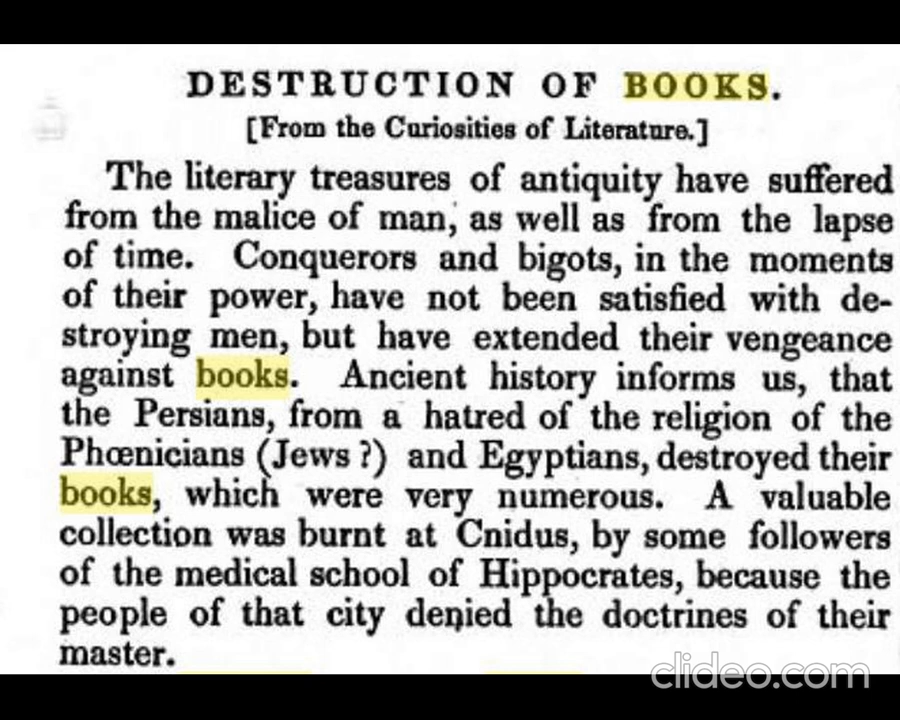 DESTRUCTION OF BOOKS.
[From the Curiosities of Literature.]
The literary treasures of antiquity have suffered
from the malice of man, as well as from the lapse
of time. Conquerors and bigots, in the moments
of their power, have not been satisfied with de-
stroying men, but have extended their vengeance
against books. Ancient history informs us, that
the Persians, from a hatred of the religion of the
Phœnicians (Jews ?) and Egyptians, destroyed their
books, which were very numerous. A valuable
collection was burnt at Cnidus, by some followers
of the medical school of Hippocrates, because the
people of that city denied the doctrines of their
master.
clideo.com